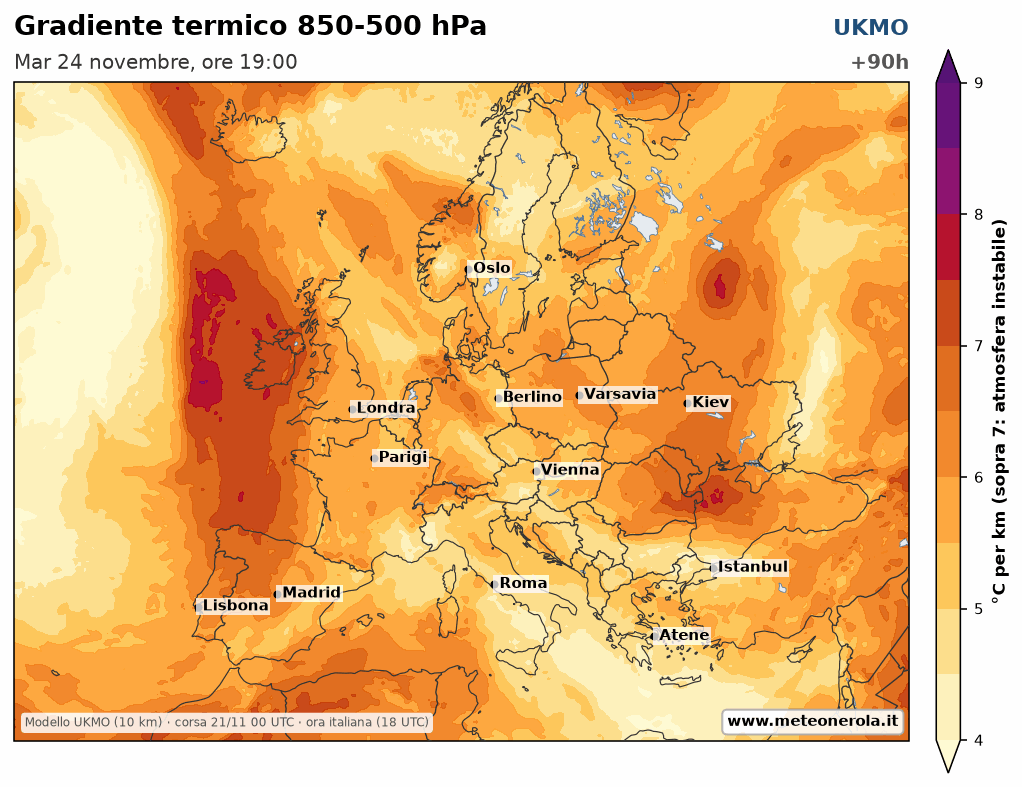 Gradiente termico 850-500 hPa
UKMO
Mar 24 novembre, ore 19:00
+90h
9
8
7
6
5
4
°C per km (sopra 7: atmosfera instabile)
Oslo
Londra
Berlino
Varsavia
Kiev
Parigi
Vienna
Istanbul
Roma
Madrid
Lisbona
Atene
Modello UKMO (10 km) · corsa 21/11 00 UTC · ora italiana (18 UTC)
www.meteonerola.it